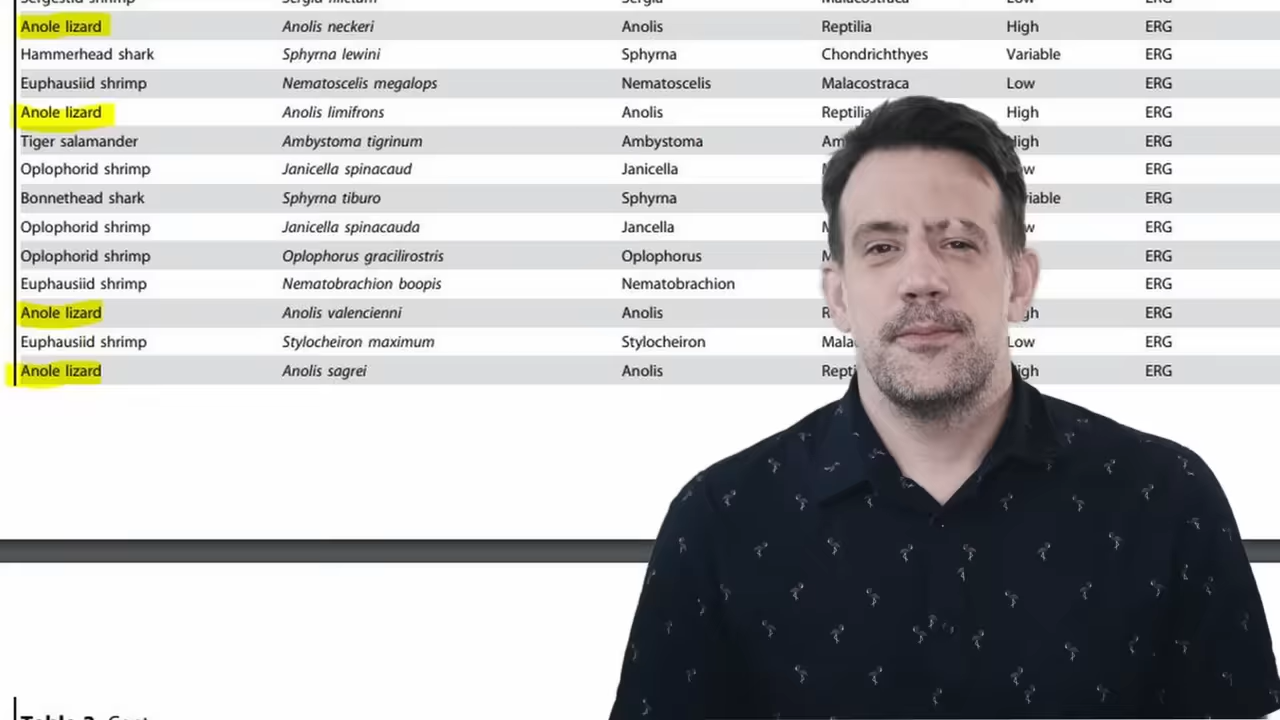 Anole lizard Anolis neckeri Anolis Reptilia High ERG
Hammerhead shark Sphyrna lewini Sphyrna Chondrichthyes Variable ERG
Euphausiid shrimp Nematoscelis megalops Nematoscelis Malacostraca Low ERG
Anole lizard Anolis limifrons Anolis Reptilia High ERG
Tiger salamander Ambystoma tigrinum Ambystoma ERG
Oplophorid shrimp Janicella spinacaud Janicella ERG
Bonnethead shark Sphyrna tiburo Sphyrna ERG
Oplophorid shrimp Janicella spinacauda Jancella ERG
Oplophorid shrimp Oplophorus gracilirostris Oplophorus ERG
Euphausiid shrimp Nematobrachion boopis Nematobrachion ERG
Anole lizard Anolis valencienni Anolis ERG
Euphausiid shrimp Stylocheiron maximum Stylocheiron Low ERG
Anole lizard Anolis sagrei Anolis ERG